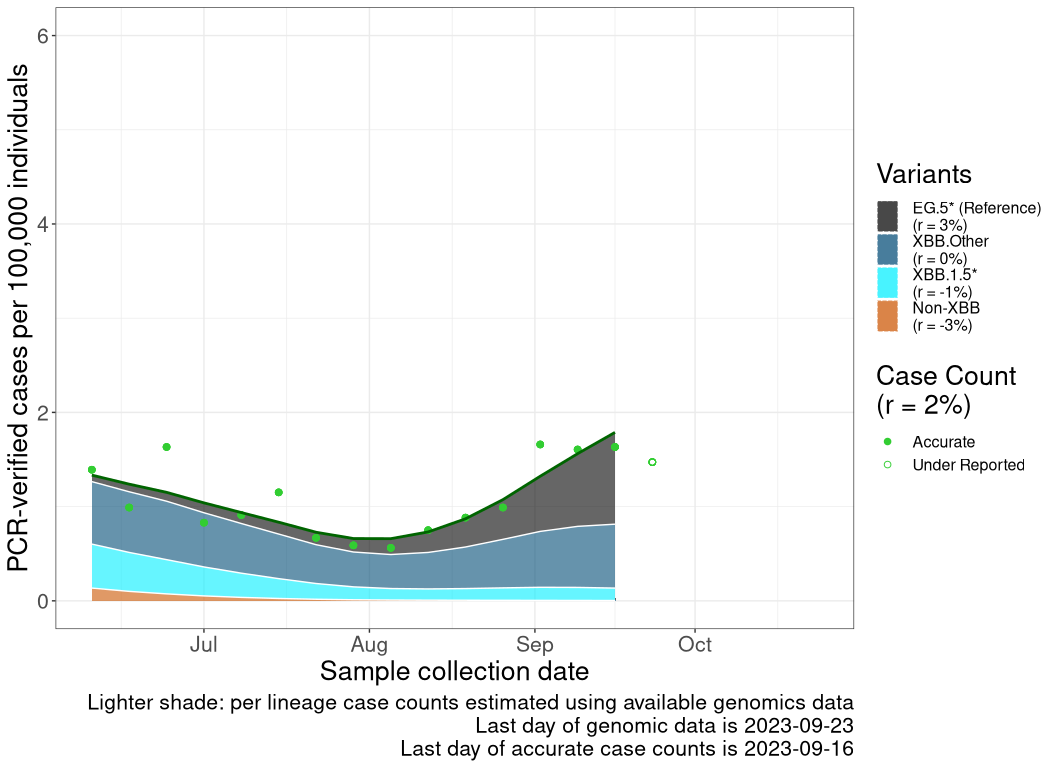 PCR-verified cases per 100,000 individuals
6
4
2
0
Jul
Aug
Sep
Oct
Sample collection date
Lighter shade: per lineage case counts estimated using available genomics data
Last day of genomic data is 2023-09-23
Last day of accurate case counts is 2023-09-16
Variants
EG.5* (Reference)
(r = 3%)
XBB.Other
(r = 0%)
XBB.1.5*
(r = -1%)
Non-XBB
(r = -3%)
Case Count
(r = 2%)
Accurate
Under Reported